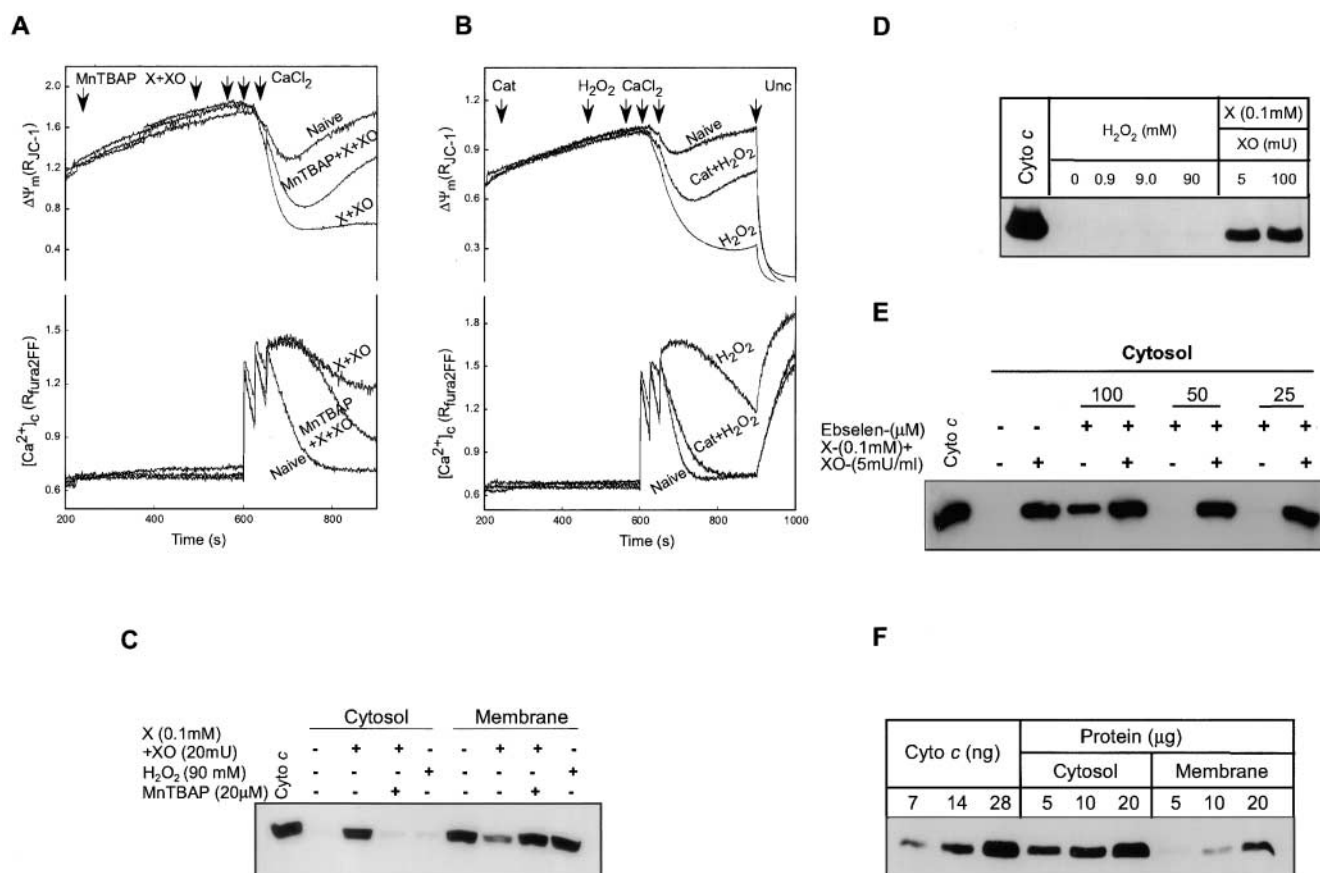 A
MnTBAP X+XO CaCl2
2.0
1.6
1.2
0.8
0.4
ΔΨm(RJC-1)
Naive
MnTBAP+X+XO
X+XO
1.5
1.2
0.9
0.6
[Ca2+]c (Rfura2FF)
X+XO
MnTBAP
+X+XO
Naive
200 400 600 800
Time (s)
B
Cat H2O2 CaCl2 Unc
1.2
0.9
0.6
0.3
ΔΨm(RJC-1)
Naive
Cat+H2O2
H2O2
1.8
1.5
1.2
0.9
0.6
[Ca2+]c (Rfura2FF)
H2O2
Cat+H2O2
Naive
200 400 600 800 1000
Time (s)
C
Cytosol Membrane
X (0.1mM)
+XO (20mU) - + + - - + + -
H2O2 (90 mM) - - - + - - - +
MnTBAP (20µM) - - + - - - + -
Cyto c
D
Cyto c
H2O2 (mM)
X (0.1mM)
XO (mU)
0 0.9 9.0 90 5 100
E
Cytosol
100 50 25
Ebselen-(µM) - - + + + + + +
X-(0.1mM)+
XO-(5mU/ml) - + - + - + - +
Cyto c
F
Cyto c (ng) Protein (µg)
Cytosol Membrane
7 14 28 5 10 20 5 10 20